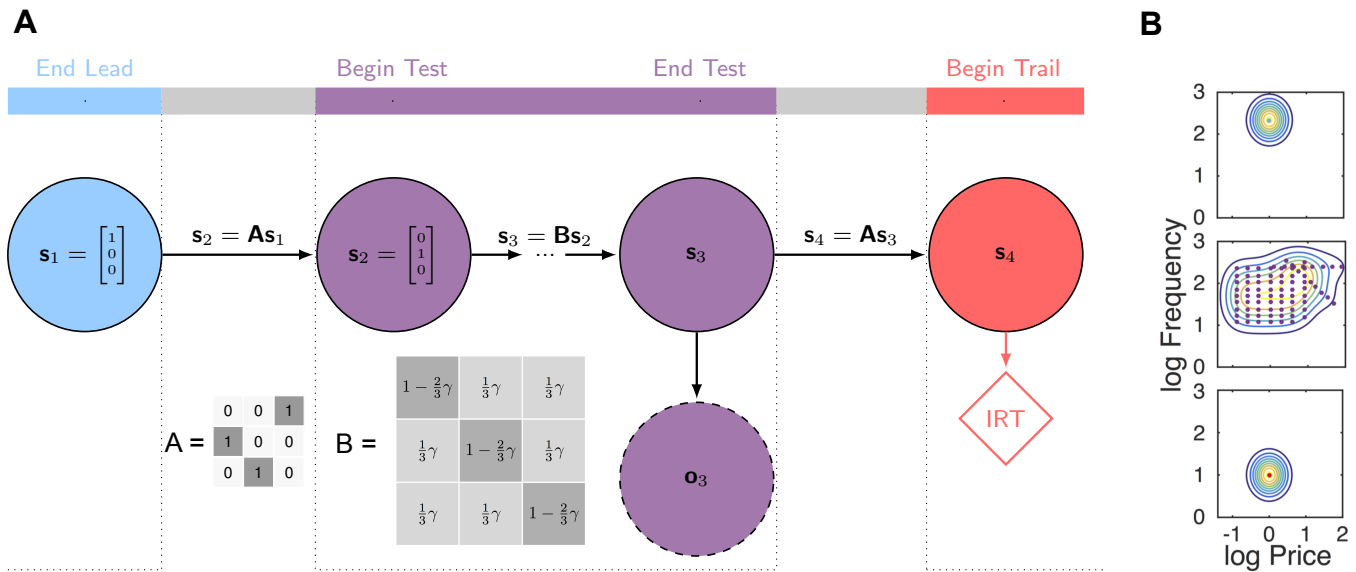 A
B
End Lead
Begin Test
End Test
Begin Trail
s₁ = [1 0 0]
s₂ = As₁
s₂ = [0 1 0]
s₃ = Bs₂
...
s₃
s₄ = As₃
s₄
A =
0 0 1
1 0 0
0 1 0
B =
1 − 2/3γ 1/3γ 1/3γ
1/3γ 1 − 2/3γ 1/3γ
1/3γ 1/3γ 1 − 2/3γ
o₃
IRT
3
2
1
0
3
2
1
0
3
2
1
0
log Frequency
-1 0 1 2
log Price